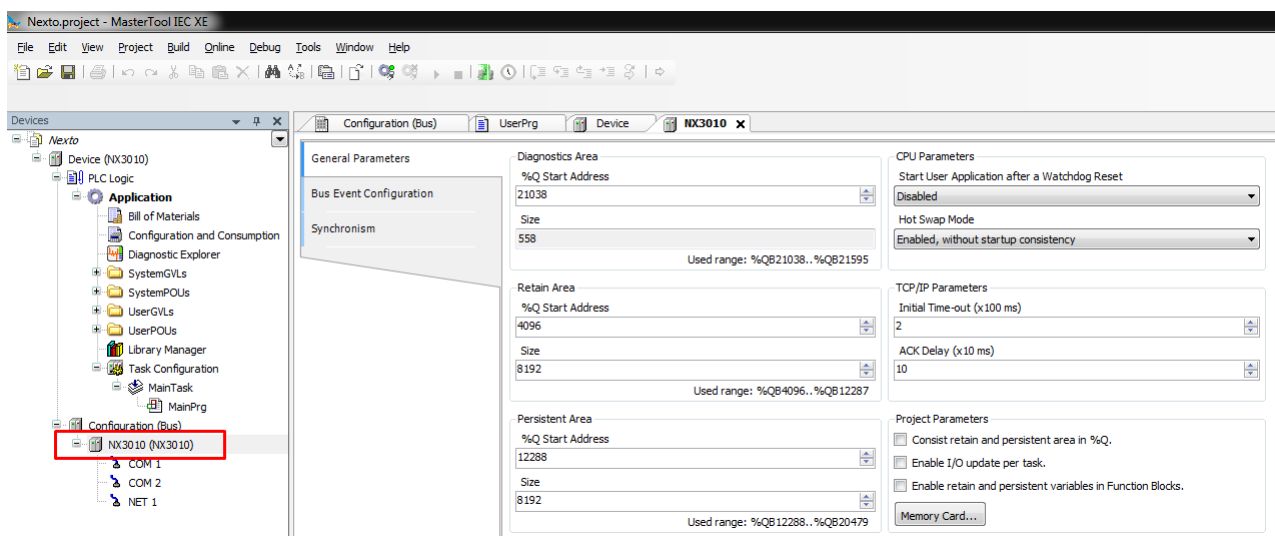 Nexto.project - MasterTool IEC XE
File Edit View Project Build Online Debug Tools Window Help
Devices
Nexto
Device (NX3010)
PLC Logic
Application
Bill of Materials
Configuration and Consumption
Diagnostic Explorer
SystemGVLs
SystemPOUs
UserGVLs
UserPOUs
Library Manager
Task Configuration
MainTask
MainPrg
Configuration (Bus)
NX3010 (NX3010)
COM 1
COM 2
NET 1
Configuration (Bus) UserPrg Device NX3010
General Parameters
Bus Event Configuration
Synchronism
Diagnostics Area
%Q Start Address
21038
Size
558
Used range: %QB21038..%QB21595
Retain Area
%Q Start Address
4096
Size
8192
Used range: %QB4096..%QB12287
Persistent Area
%Q Start Address
12288
Size
8192
Used range: %QB12288..%QB20479
CPU Parameters
Start User Application after a Watchdog Reset
Disabled
Hot Swap Mode
Enabled, without startup consistency
TCP/IP Parameters
Initial Time-out (x100 ms)
2
ACK Delay (x10 ms)
10
Project Parameters
Consist retain and persistent area in %Q.
Enable I/O update per task.
Enable retain and persistent variables in Function Blocks.
Memory Card...